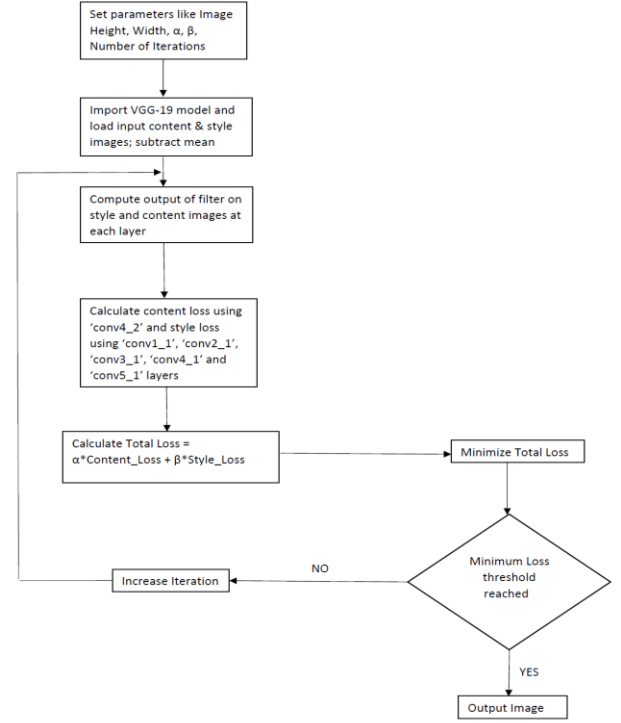 Set parameters like Image
Height, Width, α, β,
Number of Iterations
Import VGG-19 model and
load input content & style
images; subtract mean
Compute output of filter on
style and content images at
each layer
Calculate content loss using
‘conv4_2’ and style loss
using ‘conv1_1’, ‘conv2_1’,
‘conv3_1’, ‘conv4_1’ and
‘conv5_1’ layers
Calculate Total Loss =
α*Content_Loss + β*Style_Loss
Minimize Total Loss
Minimum Loss
threshold
reached
NO
Increase Iteration
YES
Output Image